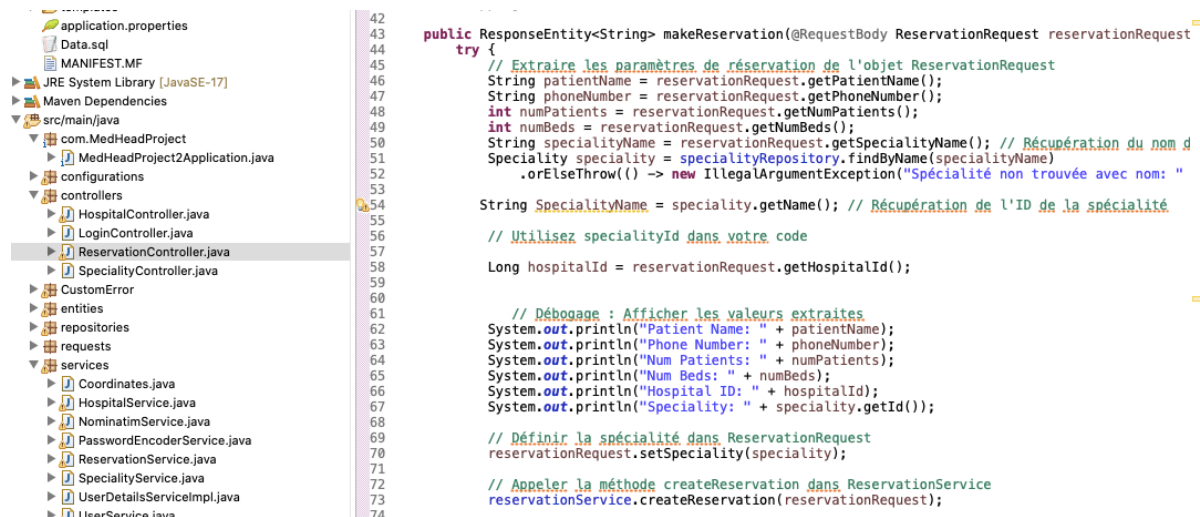 application.properties
Data.sql
MANIFEST.MF
JRE System Library [JavaSE-17]
Maven Dependencies
src/main/java
com.MedHeadProject
MedHeadProject2Application.java
configurations
controllers
HospitalController.java
LoginController.java
ReservationController.java
SpecialityController.java
CustomError
entities
repositories
requests
services
Coordinates.java
HospitalService.java
NominatimService.java
PasswordEncoderService.java
ReservationService.java
SpecialityService.java
UserDetailsServiceImpl.java
UserService.java
42
43 public ResponseEntity<String> makeReservation(@RequestBody ReservationRequest reservationRequest
44 try {
45 // Extraire les paramètres de réservation de l'objet ReservationRequest
46 String patientName = reservationRequest.getPatientName();
47 String phoneNumber = reservationRequest.getPhoneNumber();
48 int numPatients = reservationRequest.getNumPatients();
49 int numBeds = reservationRequest.getNumBeds();
50 String specialityName = reservationRequest.getSpecialityName(); // Récupération du nom d
51 Speciality speciality = specialityRepository.findByName(specialityName)
52 .orElseThrow(() -> new IllegalArgumentException("Spécialité non trouvée avec nom: "
53
54 String SpecialityName = speciality.getName(); // Récupération de l'ID de la spécialité
55
56 // Utilisez specialityId dans votre code
57
58 Long hospitalId = reservationRequest.getHospitalId();
59
60
61 // Débogage : Afficher les valeurs extraites
62 System.out.println("Patient Name: " + patientName);
63 System.out.println("Phone Number: " + phoneNumber);
64 System.out.println("Num Patients: " + numPatients);
65 System.out.println("Num Beds: " + numBeds);
66 System.out.println("Hospital ID: " + hospitalId);
67 System.out.println("Speciality: " + speciality.getId());
68
69 // Définir la spécialité dans ReservationRequest
70 reservationRequest.setSpeciality(speciality);
71
72 // Appeler la méthode createReservation dans ReservationService
73 reservationService.createReservation(reservationRequest);
74